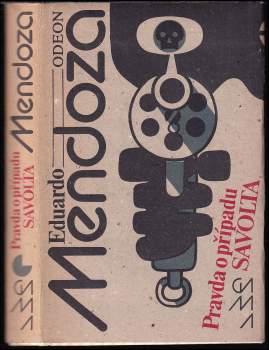 Mendoza
Pravda o případu
SAVOLTA
Eduardo
ODEON
Mendoza
Pravda o případu
SAVOLTA